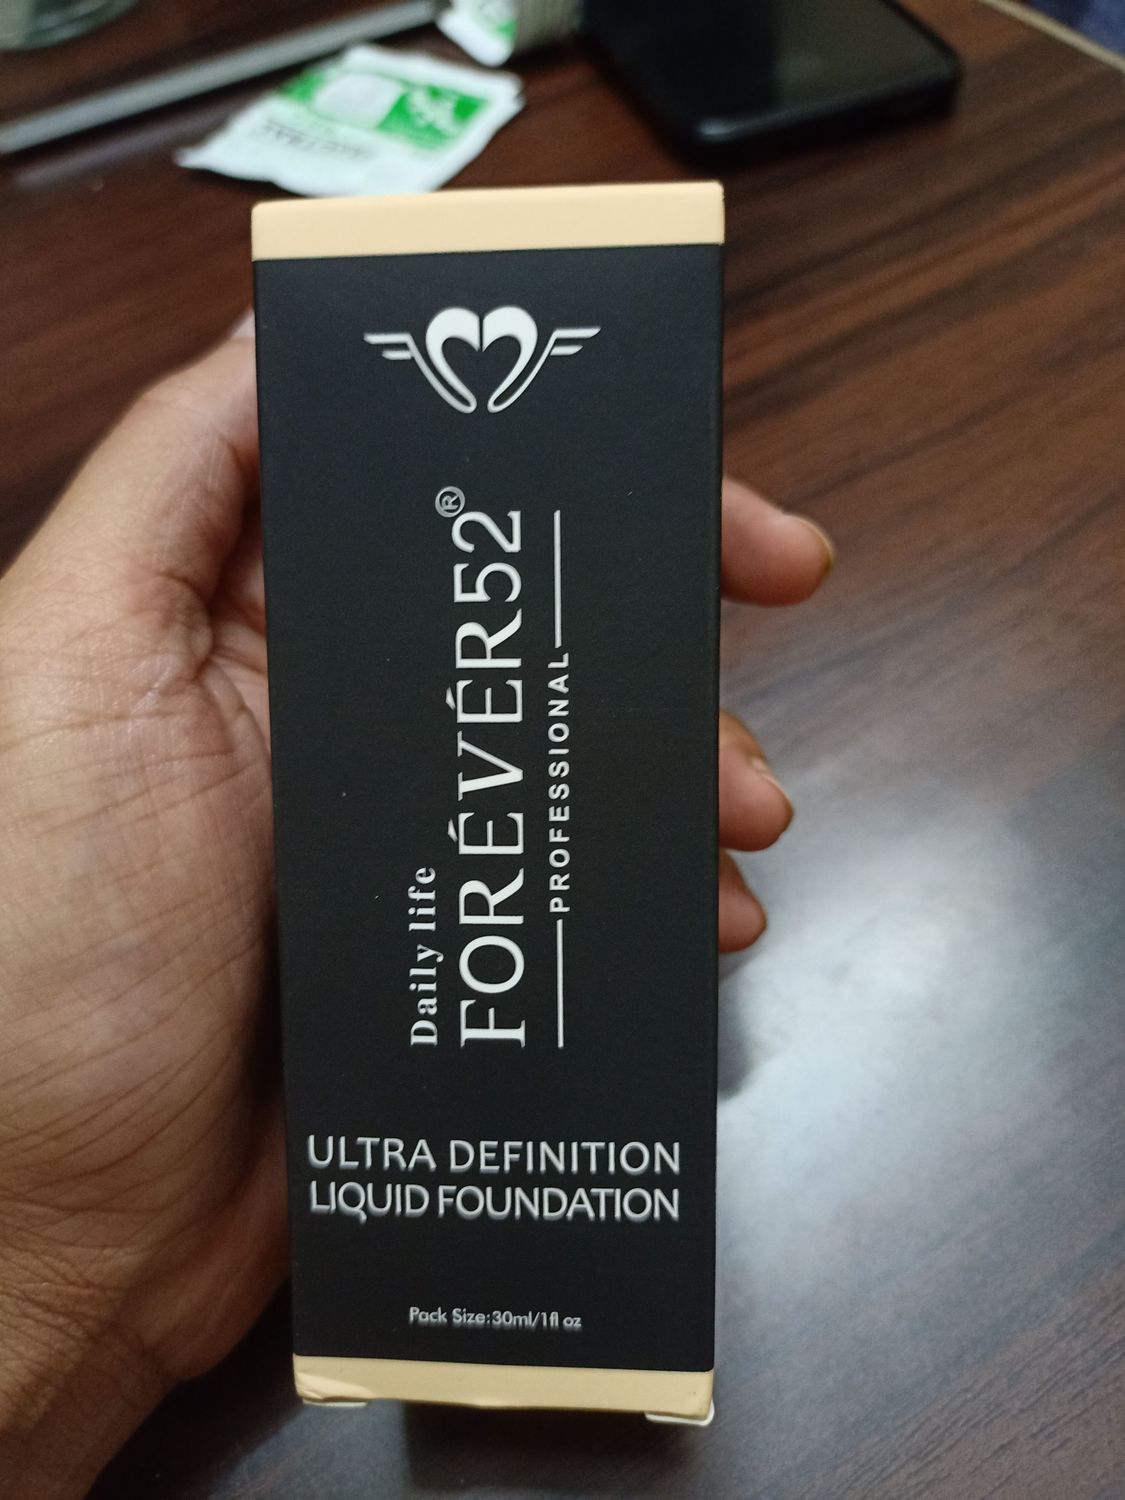 Daily life
FORÉVÉR52®
PROFESSIONAL
ULTRA DEFINITION
LIQUID FOUNDATION
Pack Size:30ml/1fl oz